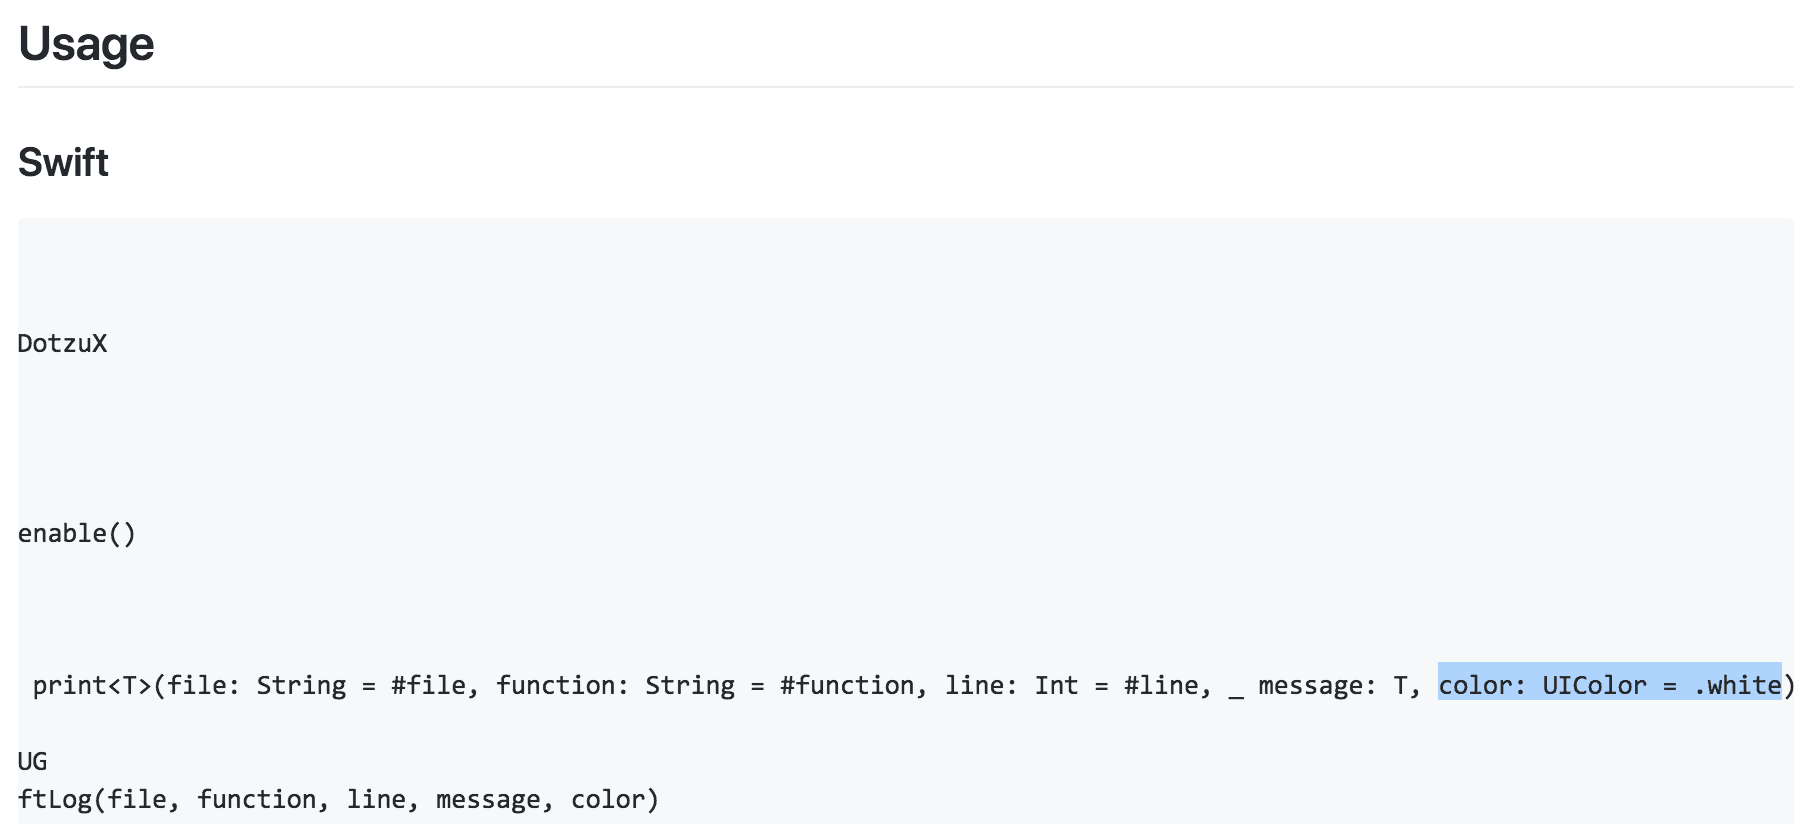 Usage
Swift
DotzuX
enable()
print<T>(file: String = #file, function: String = #function, line: Int = #line, _ message: T, color: UIColor = .white)
UG
ftLog(file, function, line, message, color)